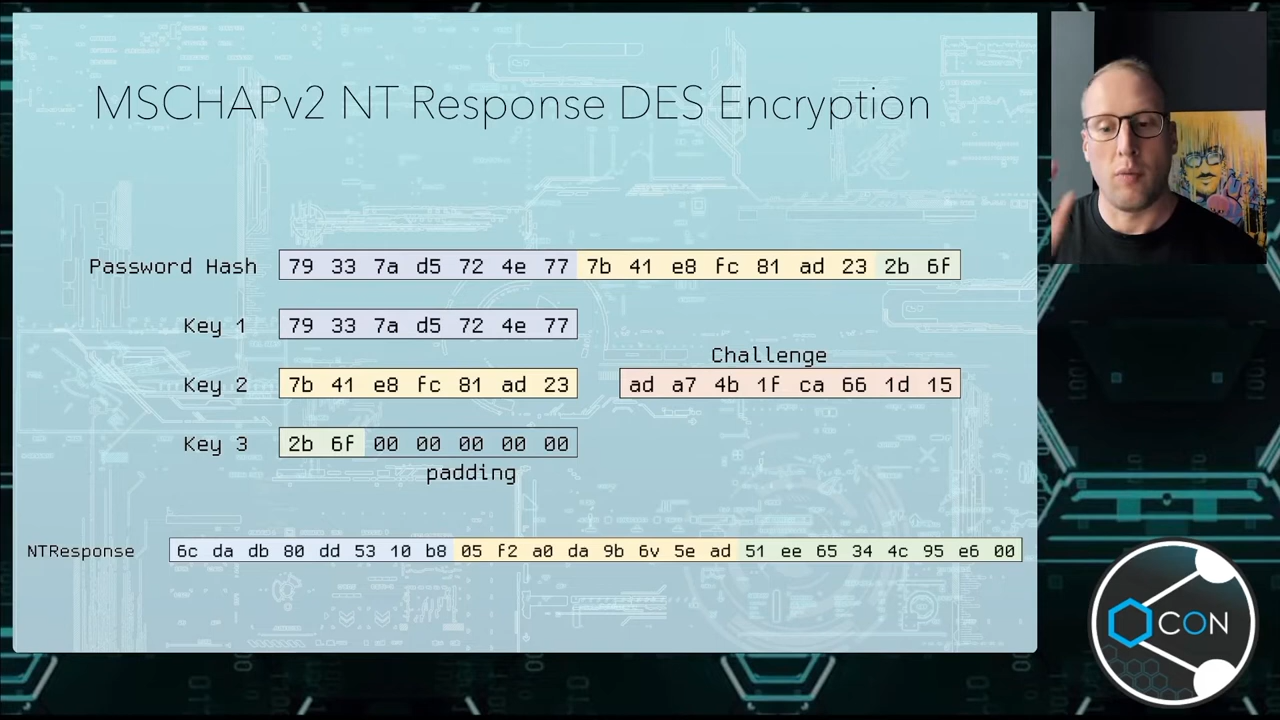 MSCHAPv2 NT Response DES Encryption
Password Hash 79 33 7a d5 72 4e 77 7b 41 e8 fc 81 ad 23 2b 6f
Key 1 79 33 7a d5 72 4e 77
Challenge
Key 2 7b 41 e8 fc 81 ad 23 ad a7 4b 1f ca 66 1d 15
Key 3 2b 6f 00 00 00 00 00
padding
NTResponse 6c da db 80 dd 53 10 b8 05 f2 a0 da 9b 6v 5e ad 51 ee 65 34 4c 95 e6 00
CON